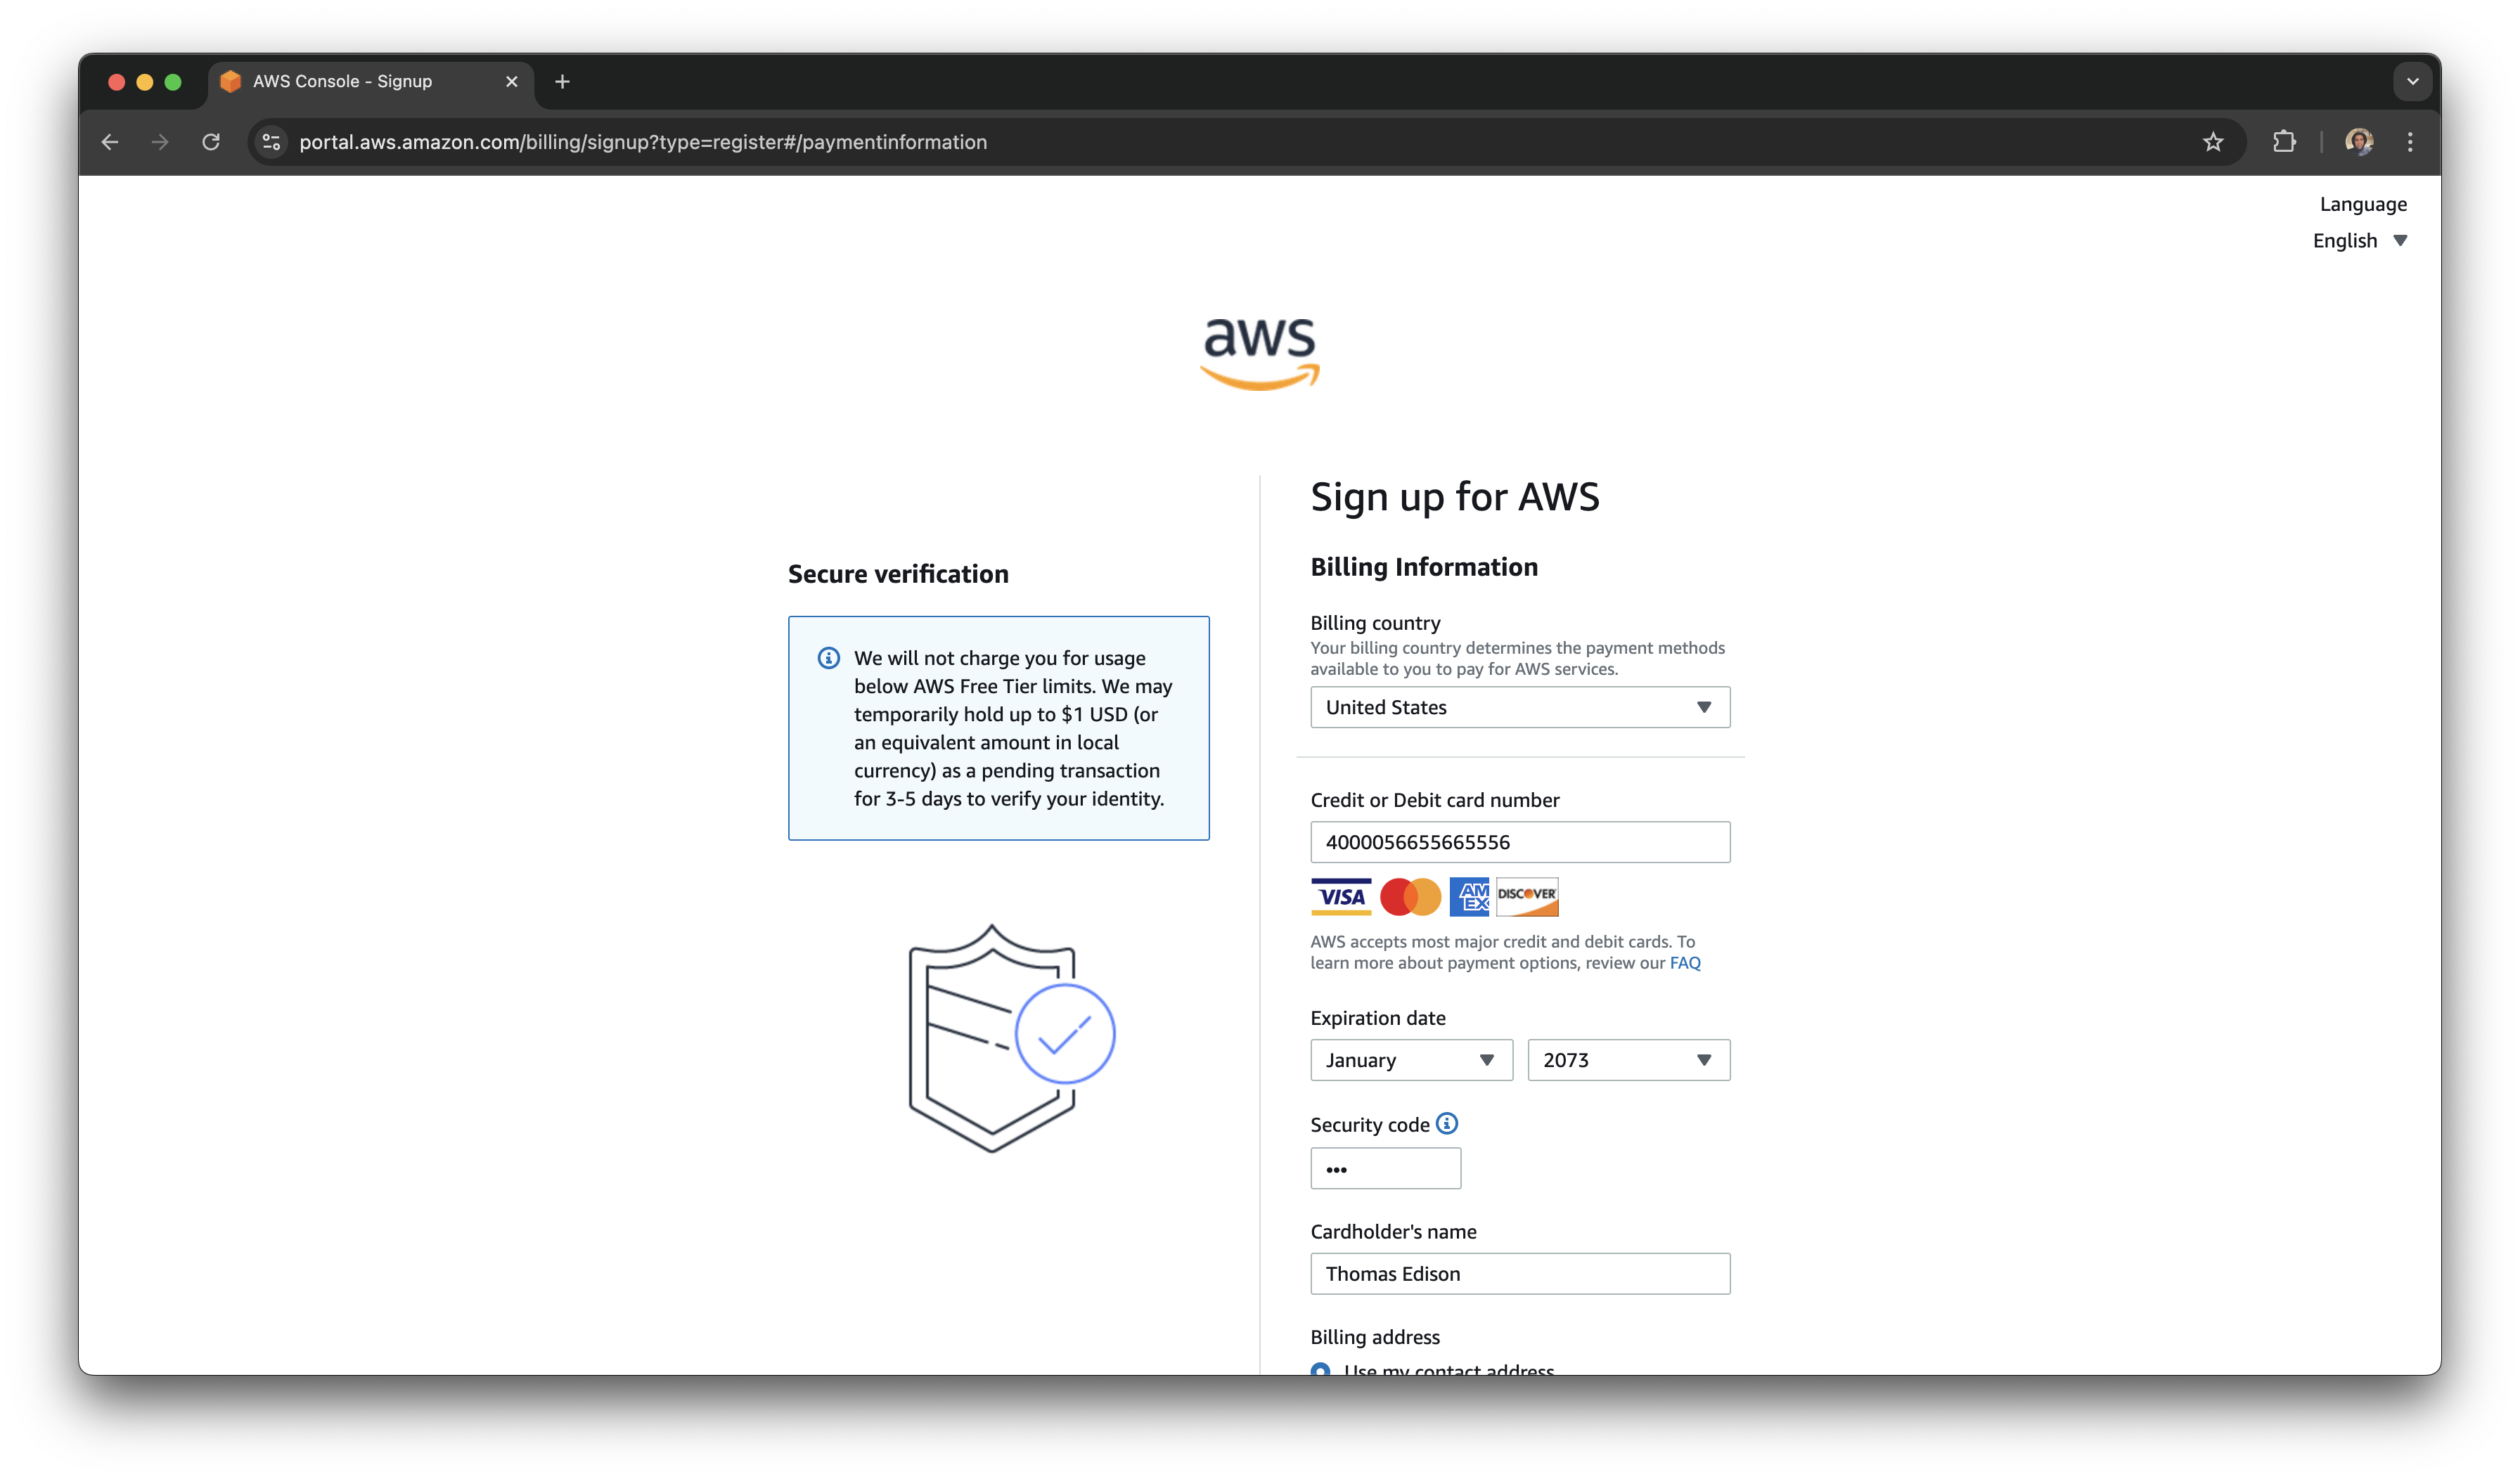 AWS Console - Signup
portal.aws.amazon.com/billing/signup?type=register#/paymentinformation
Language
English
aws
Sign up for AWS
Secure verification
We will not charge you for usage
below AWS Free Tier limits. We may
temporarily hold up to $1 USD (or
an equivalent amount in local
currency) as a pending transaction
for 3-5 days to verify your identity.
Billing Information
Billing country
Your billing country determines the payment methods
available to you to pay for AWS services.
United States
Credit or Debit card number
4000056655665556
VISA AM EX DISCOVER
AWS accepts most major credit and debit cards. To
learn more about payment options, review our FAQ
Expiration date
January 2073
Security code
•••
Cardholder's name
Thomas Edison
Billing address
Use my contact address